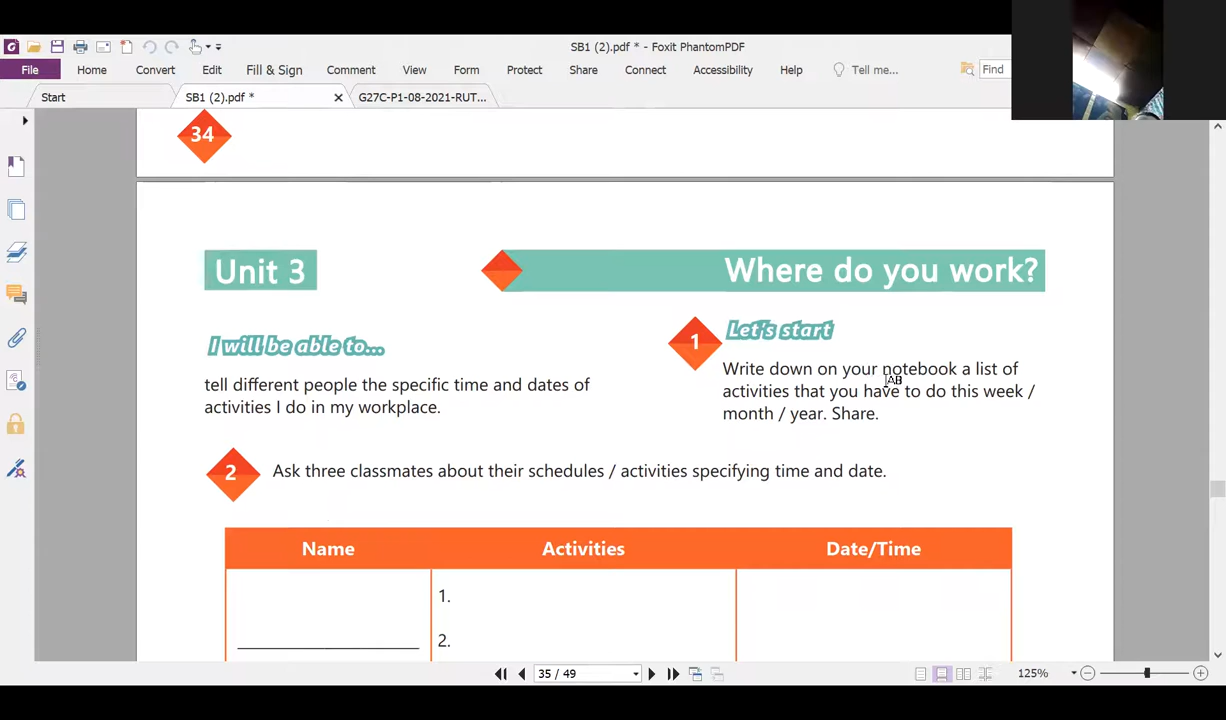 SB1 (2).pdf * - Foxit PhantomPDF
File Home Convert Edit Fill & Sign Comment View Form Protect Share Connect Accessibility Help Tell me... Find
Start SB1 (2).pdf * G27C-P1-08-2021-RUT...
34
Unit 3
Where do you work?
I will be able to...
tell different people the specific time and dates of
activities I do in my workplace.
1 Let's start
Write down on your notebook a list of
activities that you have to do this week /
month / year. Share.
2 Ask three classmates about their schedules / activities specifying time and date.
Name Activities Date/Time
1.
2.
35 / 49 125%